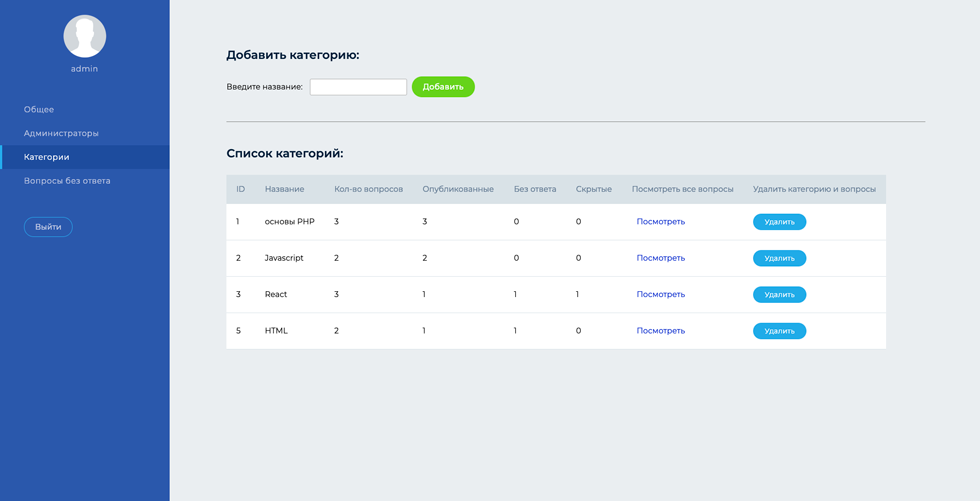 admin
Общее
Администраторы
Категории
Вопросы без ответа
Выйти
Добавить категорию:
Введите название: Добавить
Список категорий:
ID Название Кол-во вопросов Опубликованные Без ответа Скрытые Посмотреть все вопросы Удалить категорию и вопросы
1 основы PHP 3 3 0 0 Посмотреть Удалить
2 Javascript 2 2 0 0 Посмотреть Удалить
3 React 3 1 1 1 Посмотреть Удалить
5 HTML 2 1 1 0 Посмотреть Удалить